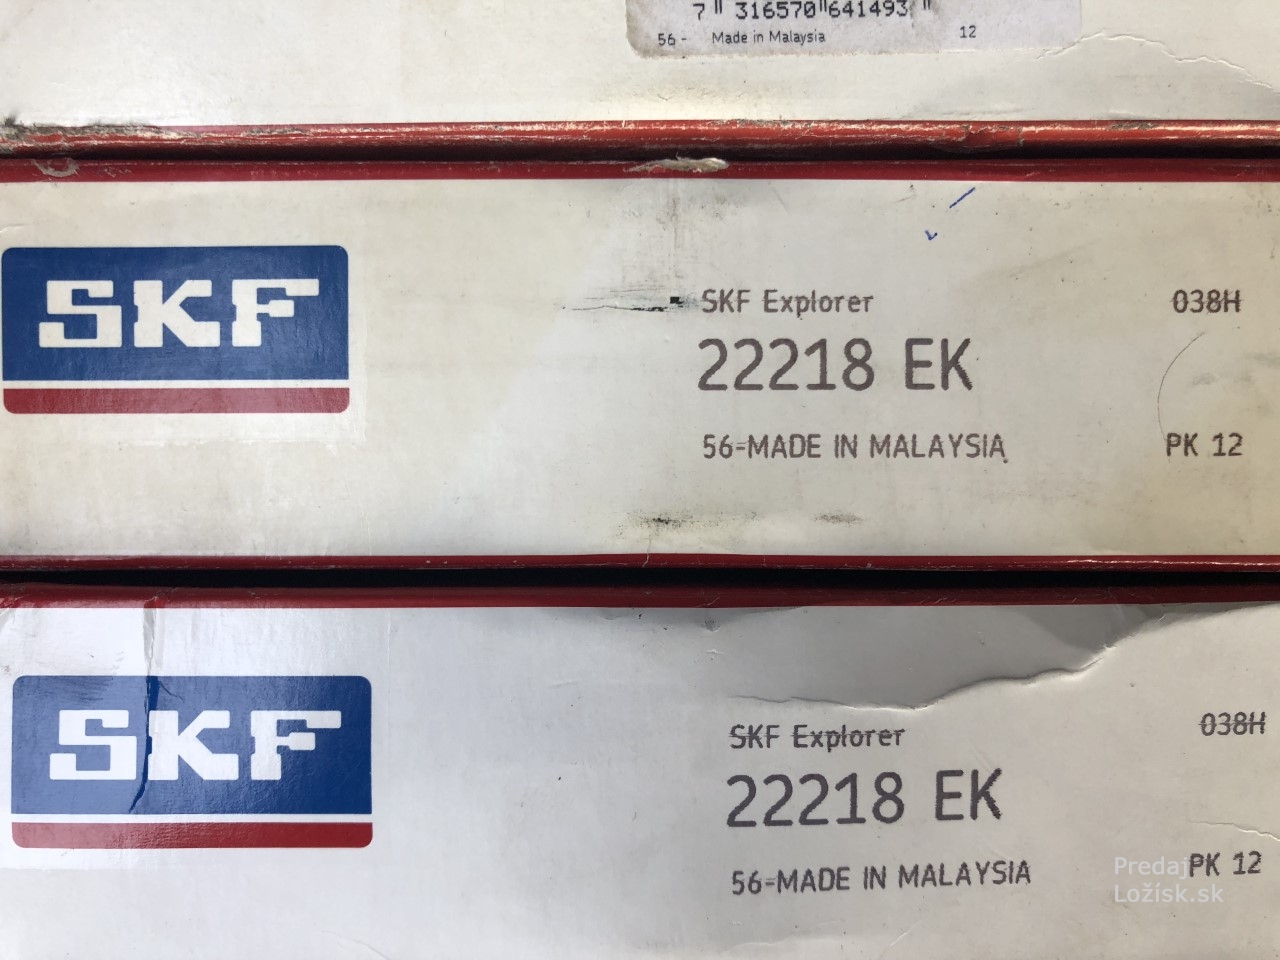 7 316570 641493
56 - Made in Malaysia 12
SKF
SKF Explorer 038H
22218 EK
56-MADE IN MALAYSIA PK 12
SKF
SKF Explorer 038H
22218 EK
56-MADE IN MALAYSIA PK 12
Predaj
Ložísk.sk